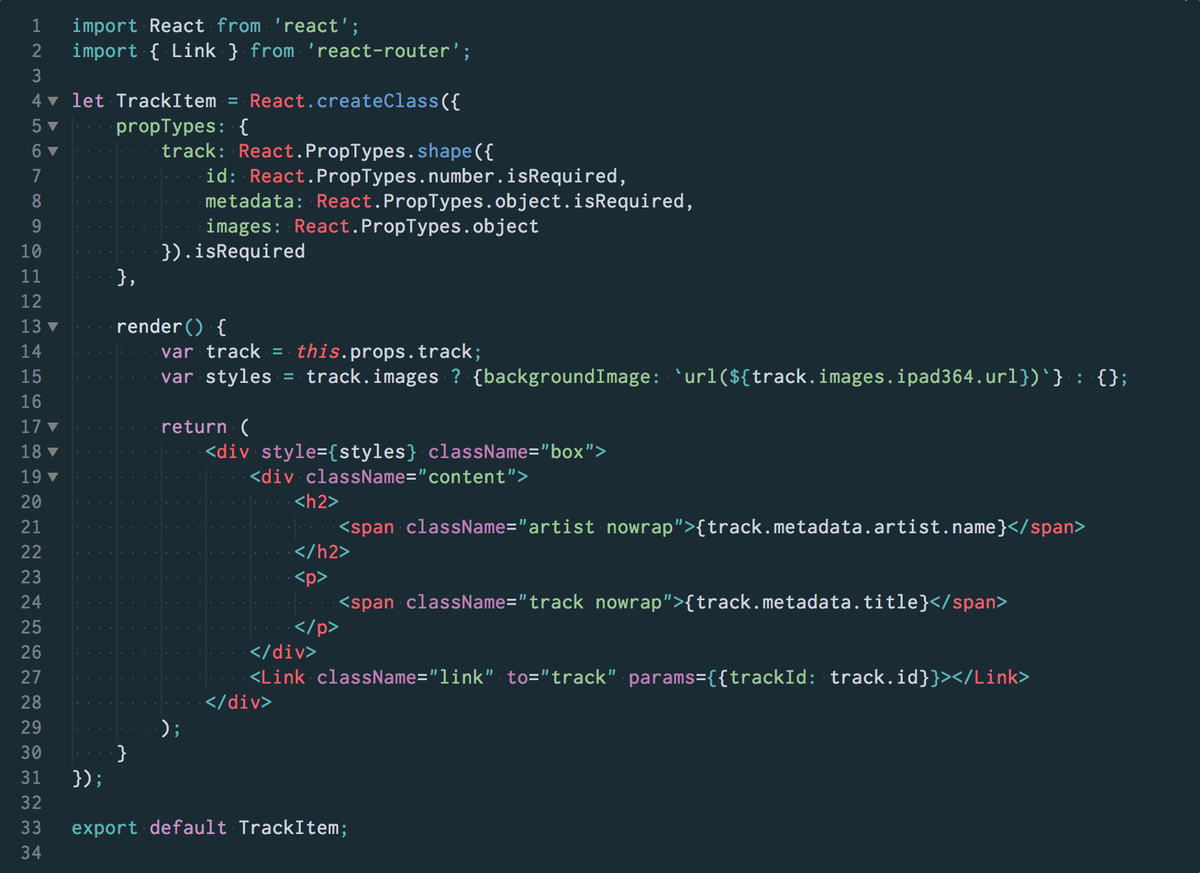 1 import React from 'react';
2 import { Link } from 'react-router';
3
4 let TrackItem = React.createClass({
5     propTypes: {
6         track: React.PropTypes.shape({
7             id: React.PropTypes.number.isRequired,
8             metadata: React.PropTypes.object.isRequired,
9             images: React.PropTypes.object
10         }).isRequired
11     },
12
13     render() {
14         var track = this.props.track;
15         var styles = track.images ? {backgroundImage: `url(${track.images.ipad364.url})`} : {};
16
17         return (
18             <div style={styles} className="box">
19                 <div className="content">
20                     <h2>
21                         <span className="artist nowrap">{track.metadata.artist.name}</span>
22                     </h2>
23                     <p>
24                         <span className="track nowrap">{track.metadata.title}</span>
25                     </p>
26                 </div>
27                 <Link className="link" to="track" params={{trackId: track.id}}></Link>
28             </div>
29         );
30     }
31 });
32
33 export default TrackItem;
34